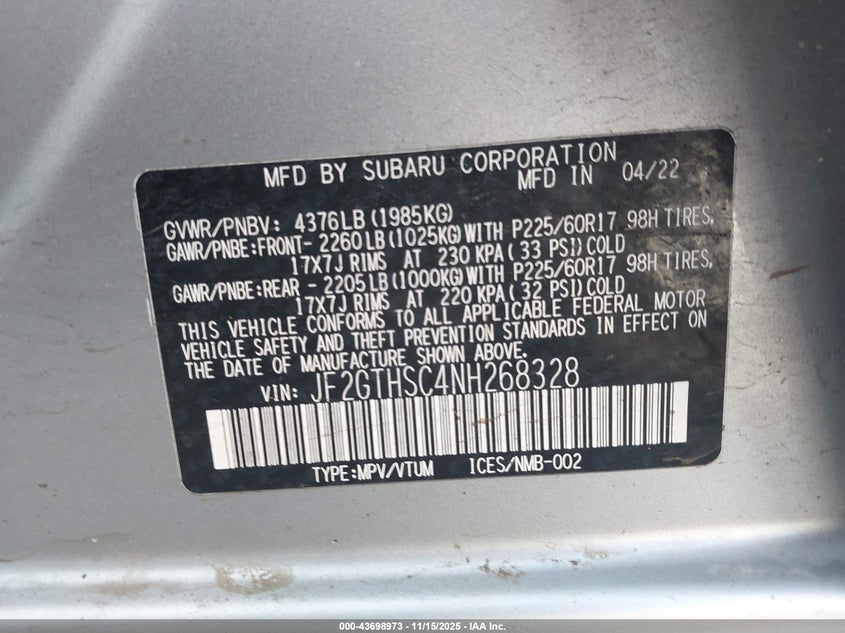 MFD BY SUBARU CORPORATION
MFD IN 04/22
GVWR/PNBV: 4376LB (1985KG)
GAWR/PNBE:FRONT- 2260LB (1025KG) WITH P225/60R17 98H TIRES,
17X7J RIMS AT 230 KPA ( 33 PSI) COLD
GAWR/PNBE:REAR - 2205LB (1000KG) WITH P225/60R17 98H TIRES,
17X7J RIMS AT 220 KPA ( 32 PSI) COLD
THIS VEHICLE CONFORMS TO ALL APPLICABLE FEDERAL MOTOR
VEHICLE SAFETY AND THEFT PREVENTION STANDARDS IN EFFECT ON
THE DATE OF MANUFACTURE SHOWN ABOVE.
VIN: JF2GTHSC4NH268328
TYPE:MPV/VTUM ICES/NMB-002
000-43698973 - 11/15/2025 - IAA Inc.